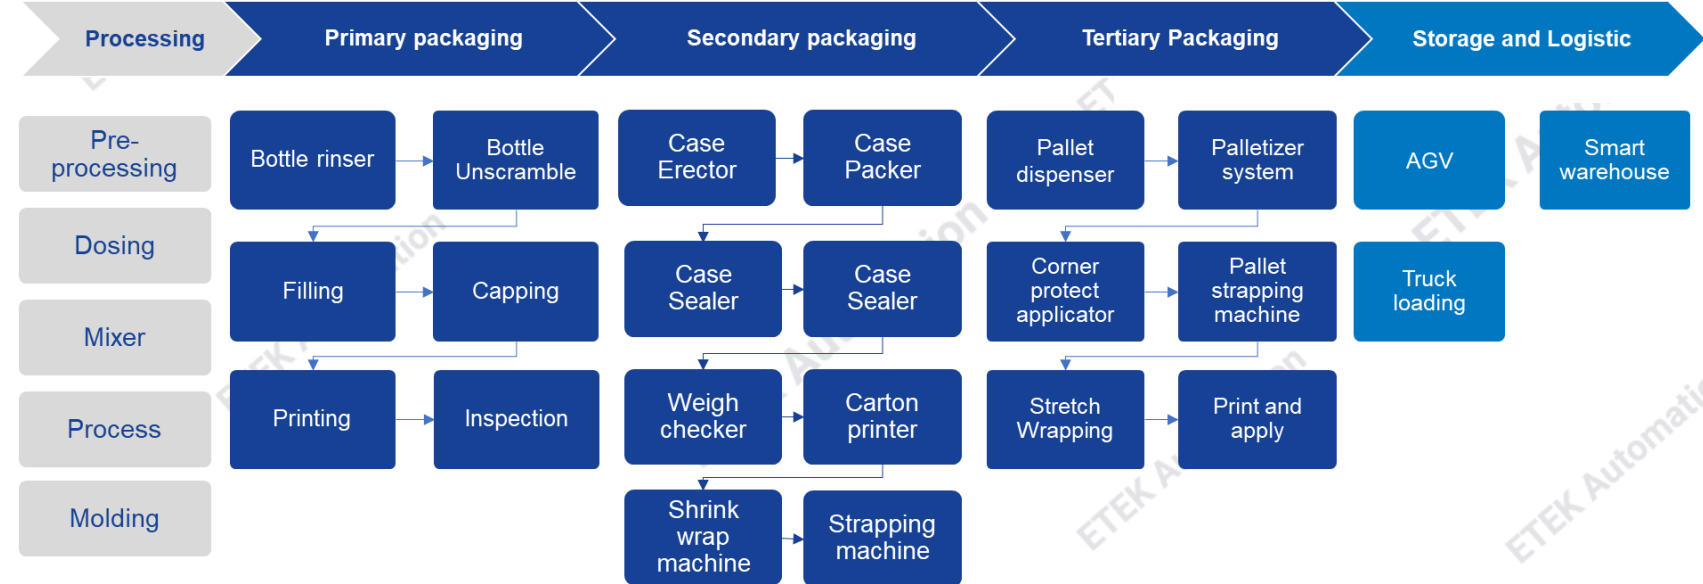 Processing
Primary packaging
Secondary packaging
Tertiary Packaging
Storage and Logistic
Pre-
processing
Dosing
Mixer
Process
Molding
Bottle rinser
Bottle
Unscramble
Filling
Capping
Printing
Inspection
Case
Erector
Case
Packer
Case
Sealer
Case
Sealer
Weigh
checker
Carton
printer
Shrink
wrap
machine
Strapping
machine
Pallet
dispenser
Palletizer
system
Corner
protect
applicator
Pallet
strapping
machine
Stretch
Wrapping
Print and
apply
AGV
Smart
warehouse
Truck
loading
ETEK Automation